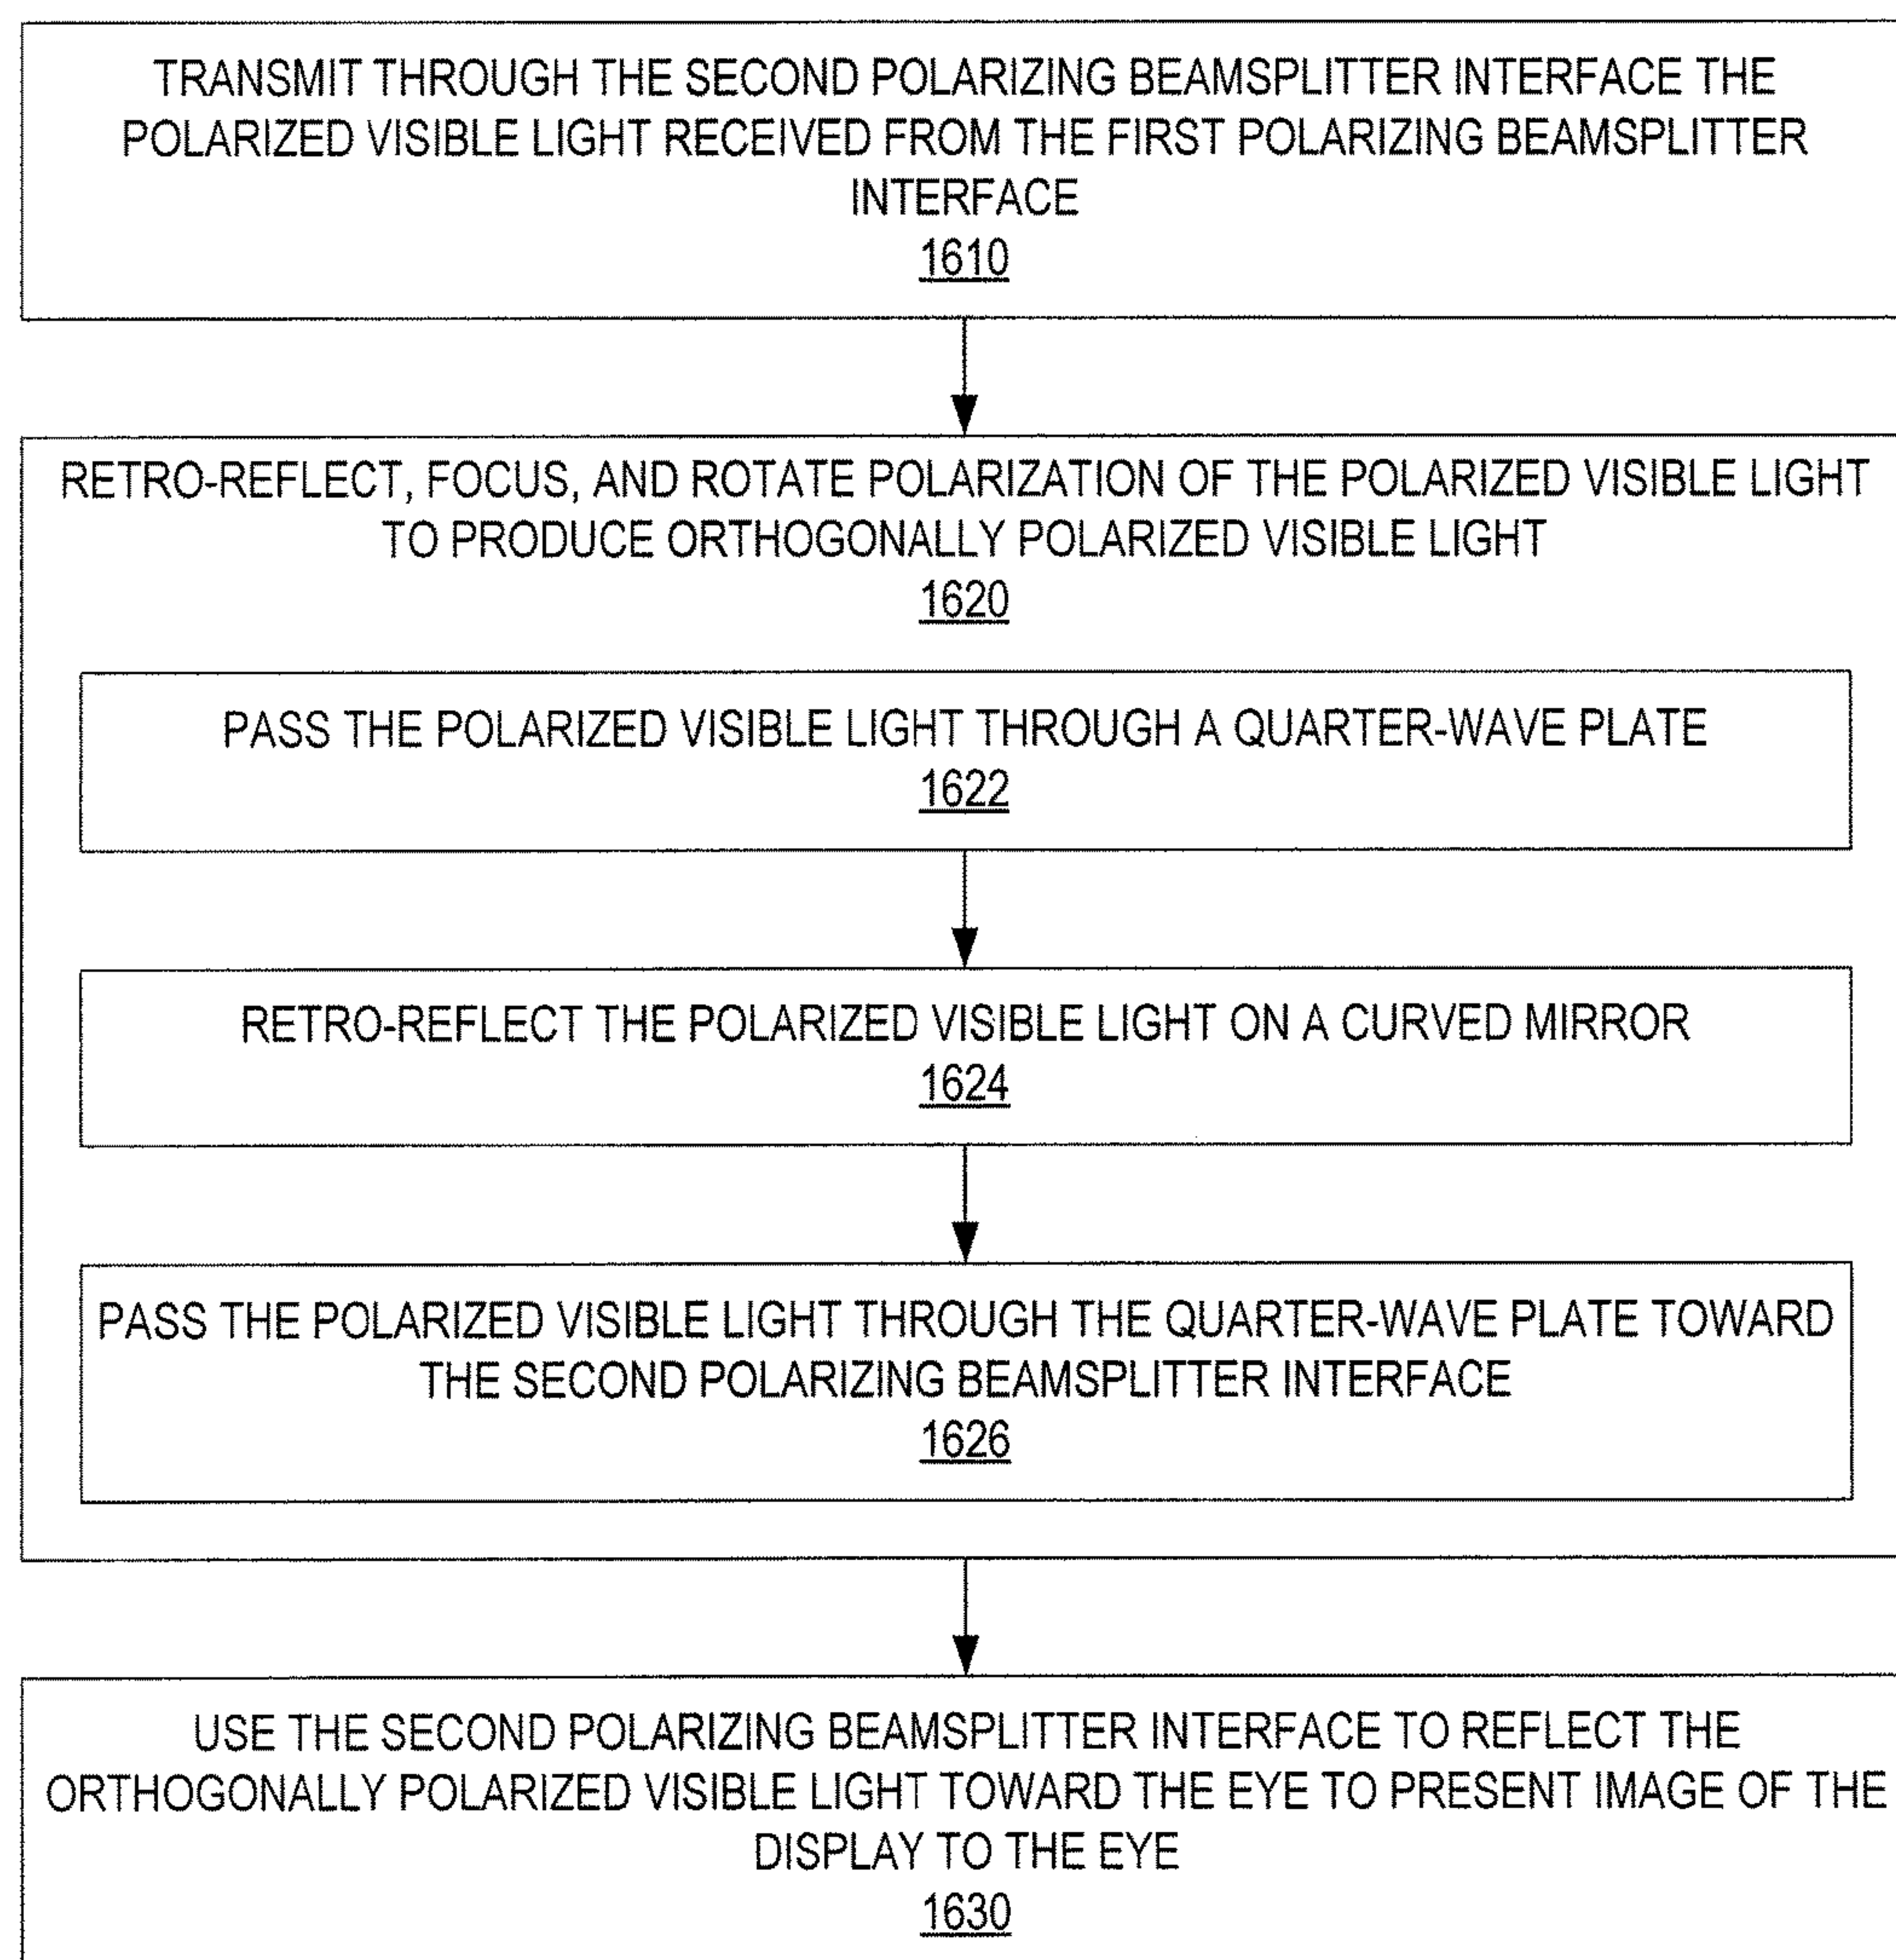 TRANSMIT THROUGH THE SECOND POLARIZING BEAMSPLITTER INTERFACE THE
POLARIZED VISIBLE LIGHT RECEIVED FROM THE FIRST POLARIZING BEAMSPLITTER
INTERFACE
1610
RETRO-REFLECT, FOCUS, AND ROTATE POLARIZATION OF THE POLARIZED VISIBLE LIGHT
TO PRODUCE ORTHOGONALLY POLARIZED VISIBLE LIGHT
1620
PASS THE POLARIZED VISIBLE LIGHT THROUGH A QUARTER-WAVE PLATE
1622
RETRO-REFLECT THE POLARIZED VISIBLE LIGHT ON A CURVED MIRROR
1624
PASS THE POLARIZED VISIBLE LIGHT THROUGH THE QUARTER-WAVE PLATE TOWARD
THE SECOND POLARIZING BEAMSPLITTER INTERFACE
1626
USE THE SECOND POLARIZING BEAMSPLITTER INTERFACE TO REFLECT THE
ORTHOGONALLY POLARIZED VISIBLE LIGHT TOWARD THE EYE TO PRESENT IMAGE OF THE
DISPLAY TO THE EYE
1630